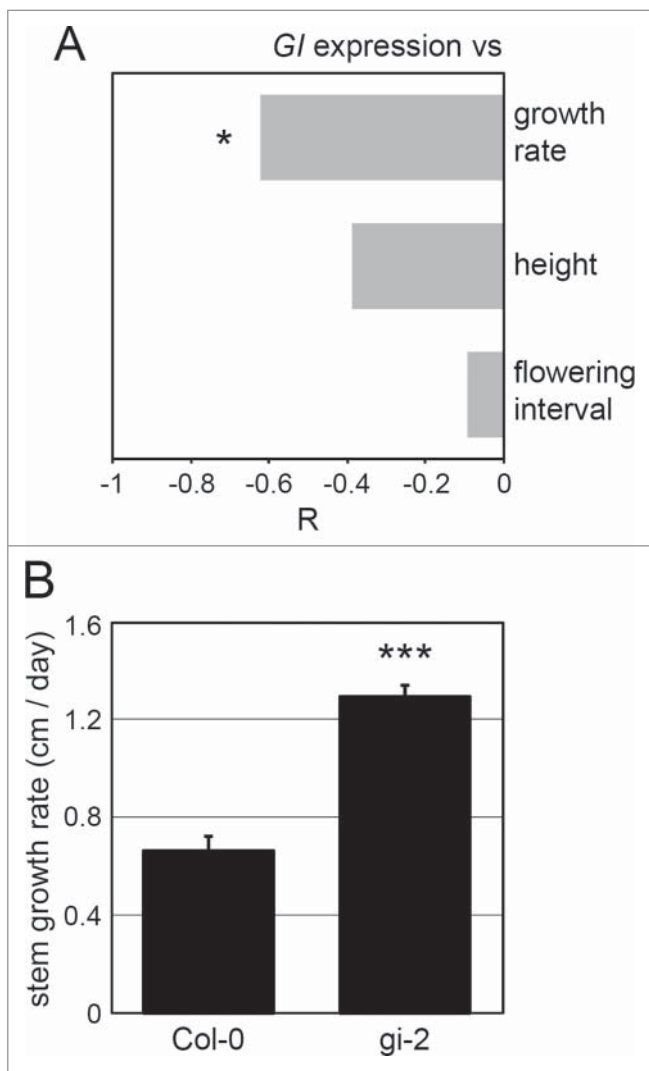 A
GI expression vs
*
growth
rate
height
flowering
interval
-1 -0.8 -0.6 -0.4 -0.2 0
R
B
stem growth rate (cm / day)
1.6
1.2
0.8
0.4
0
***
Col-0 gi-2